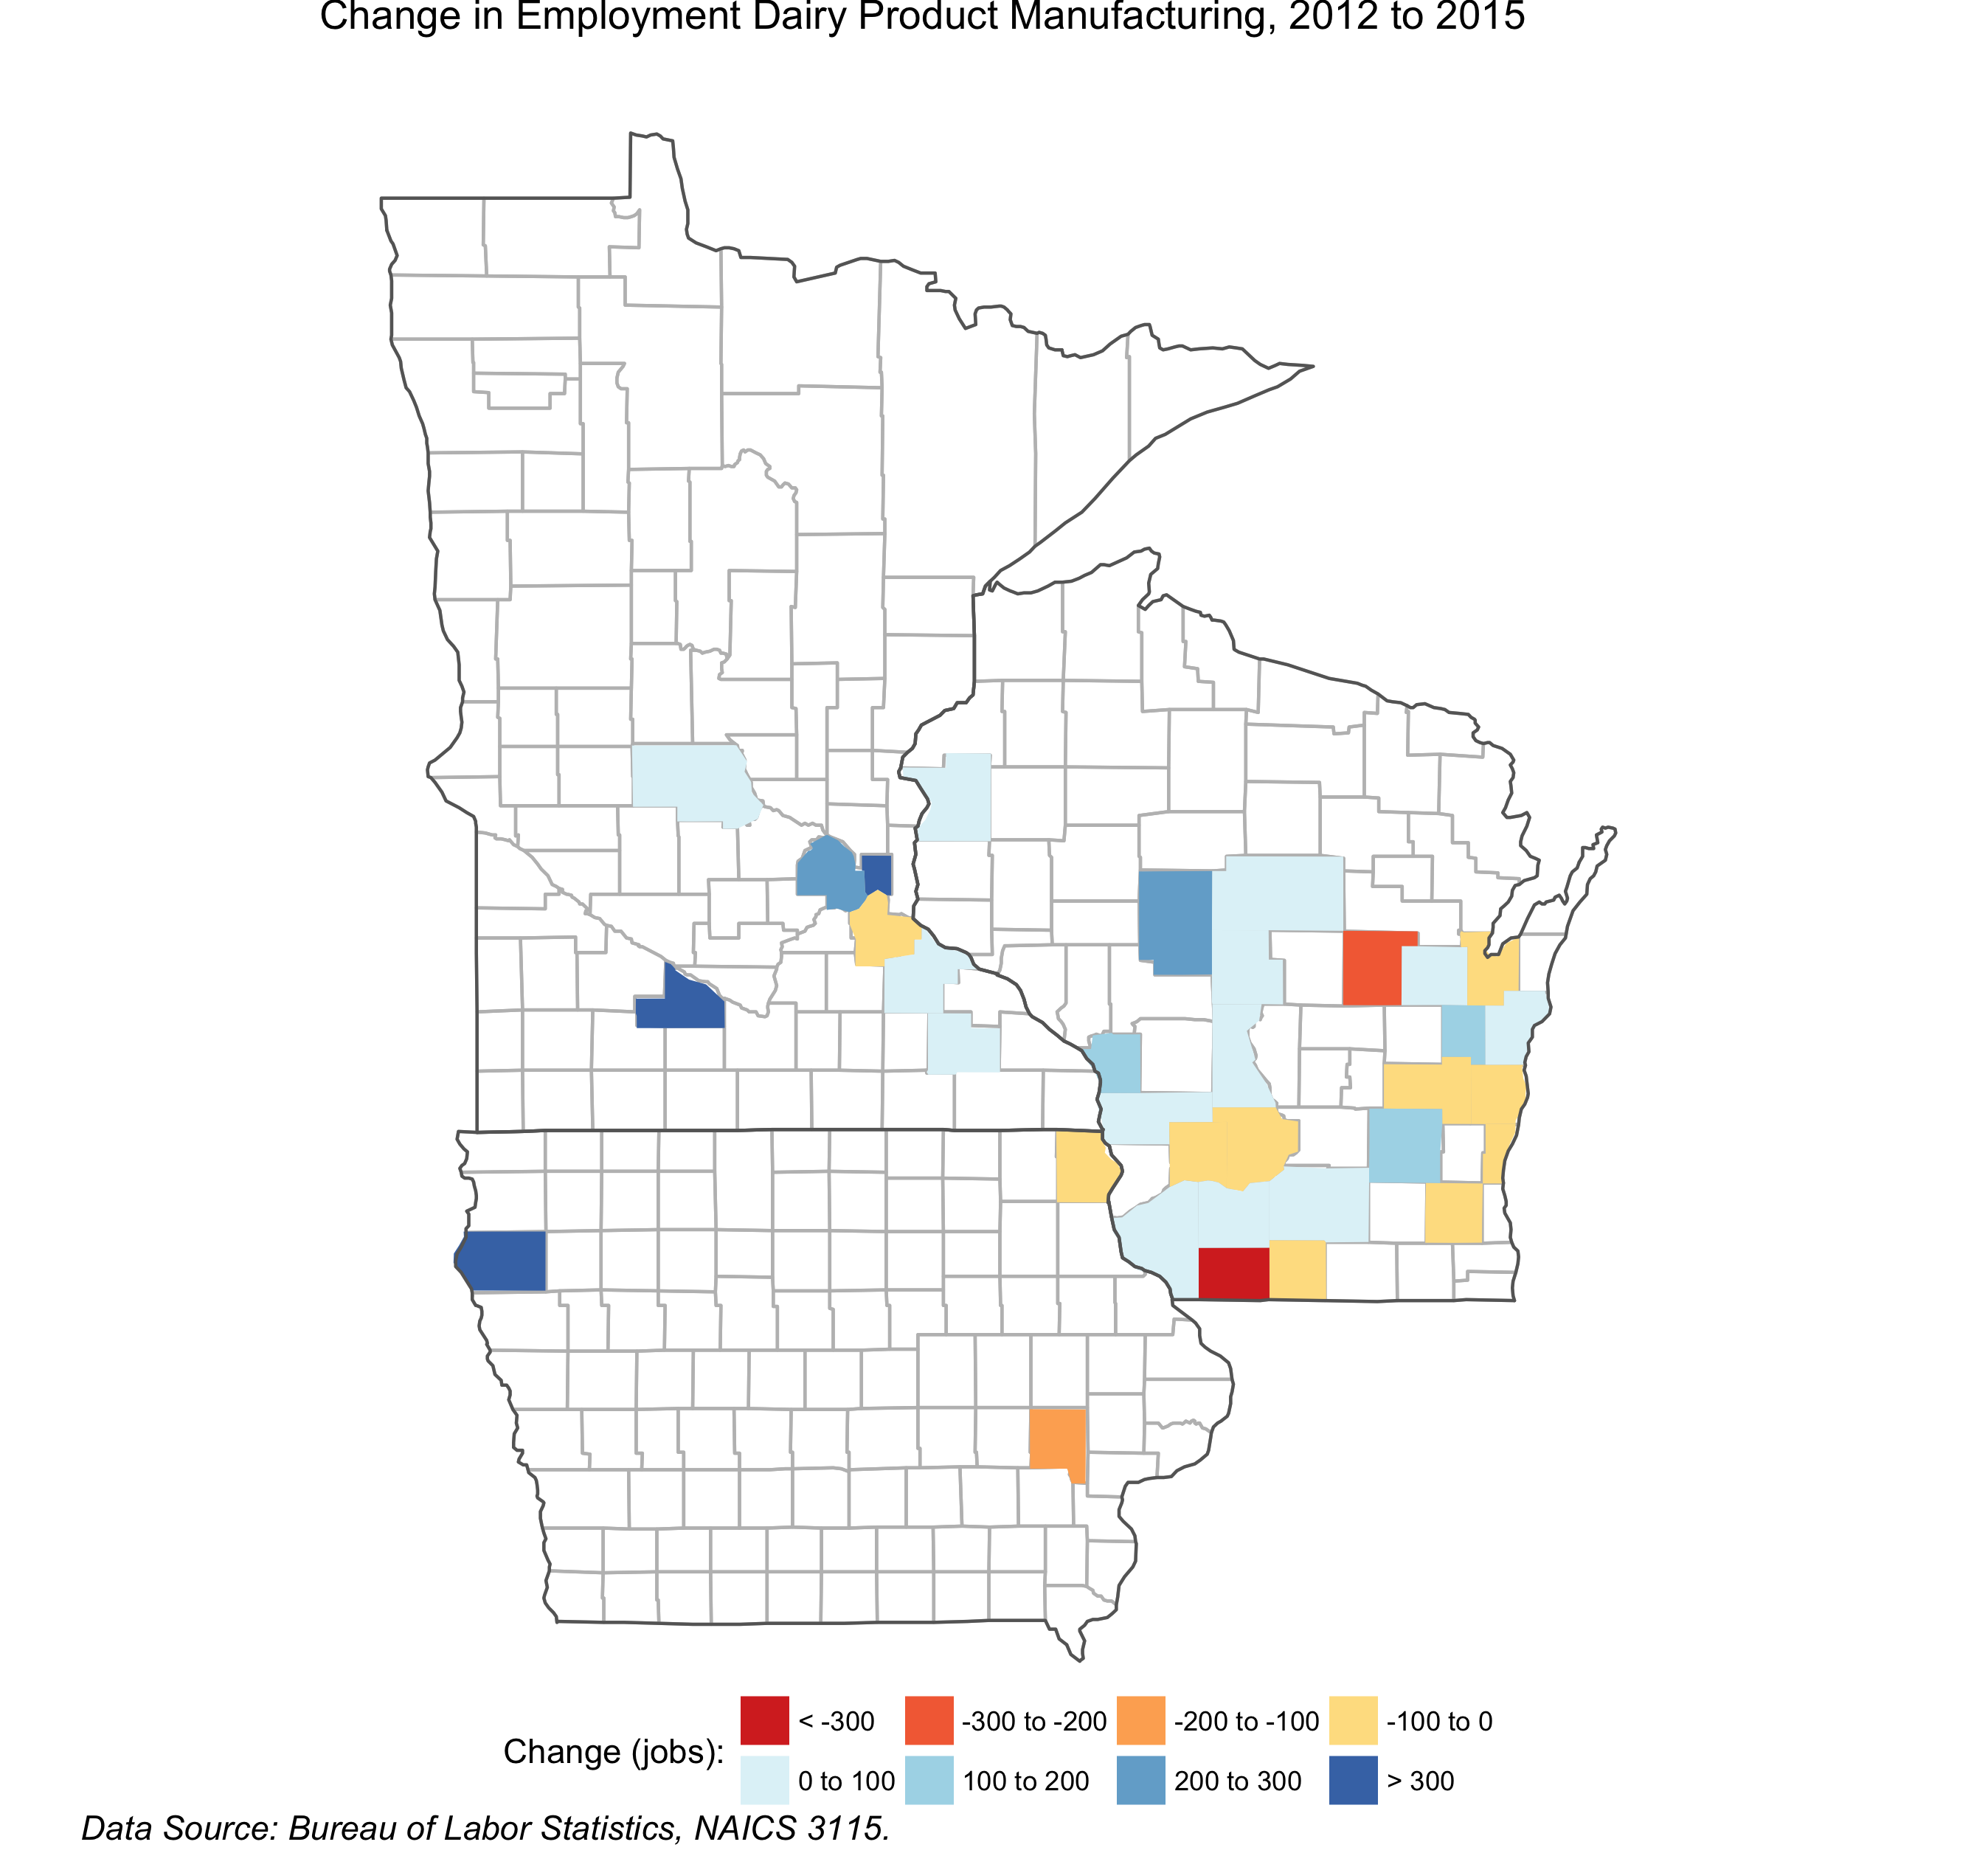 Change in Employment Dairy Product Manufacturing, 2012 to 2015
Change (jobs):
< -300
-300 to -200
-200 to -100
-100 to 0
0 to 100
100 to 200
200 to 300
> 300
Data Source: Bureau of Labor Statistics, NAICS 3115.